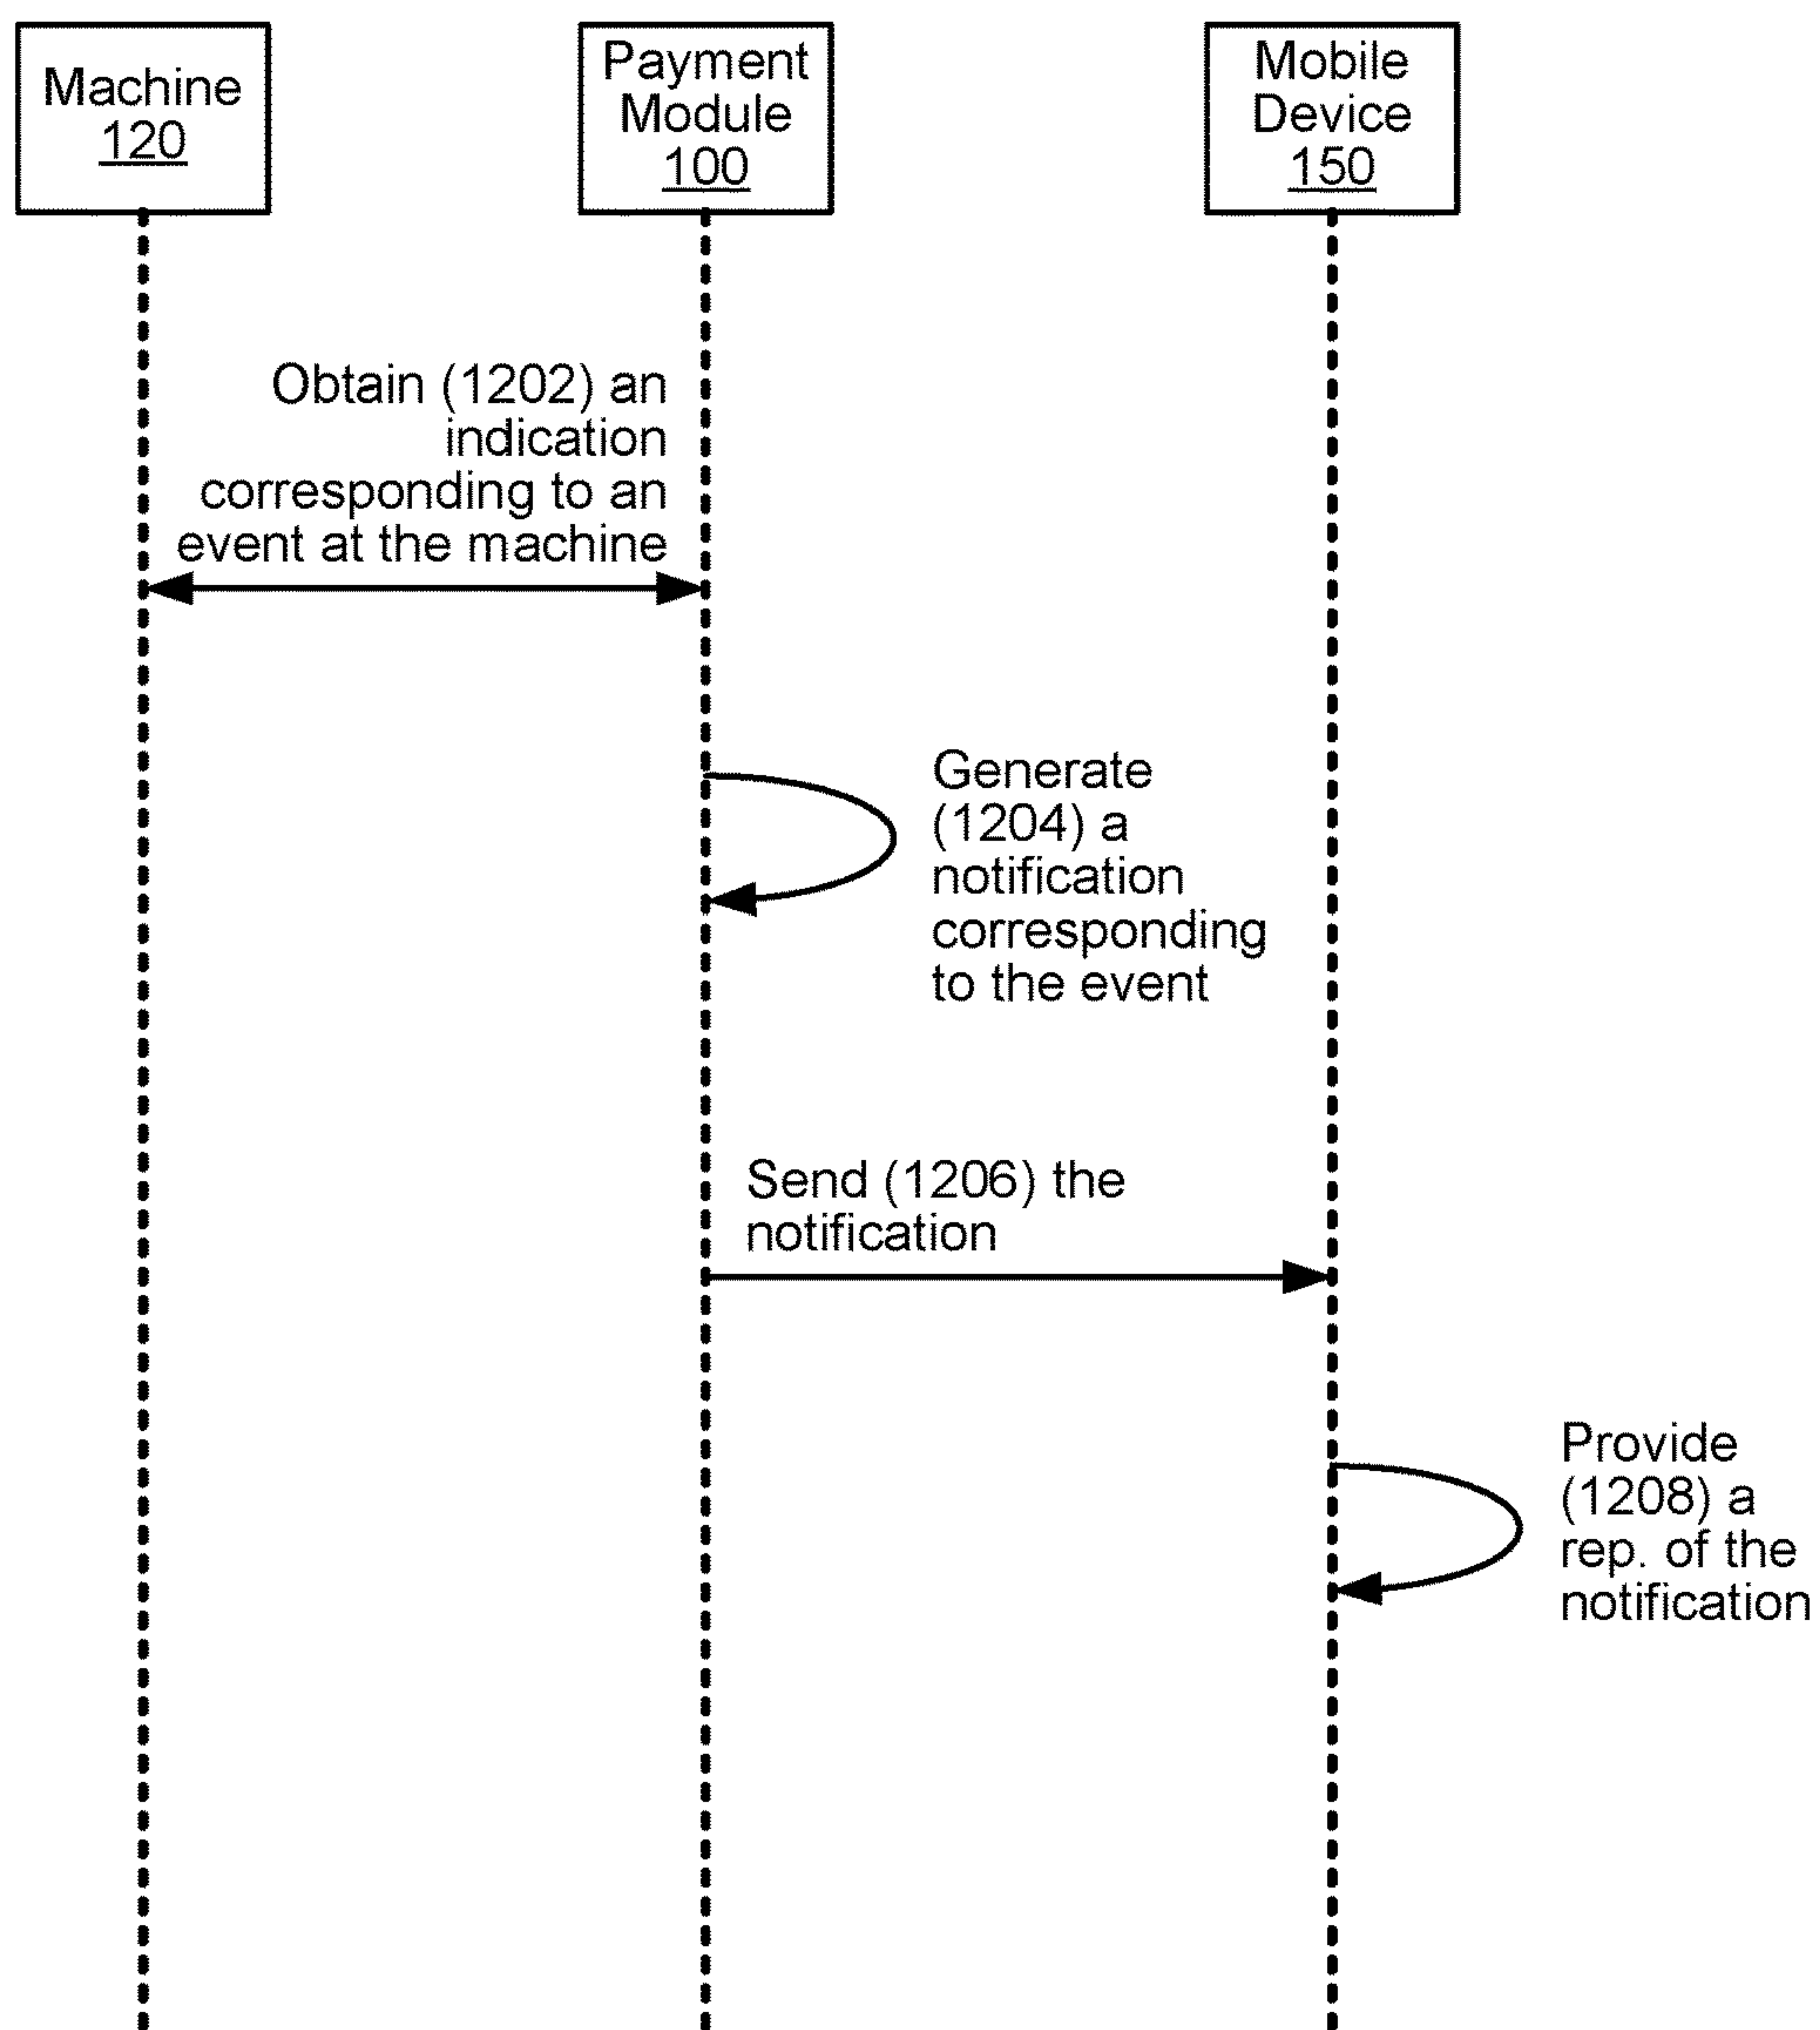 Machine
120
Payment
Module
100
Mobile
Device
150
Obtain (1202) an
indication
corresponding to an
event at the machine
Generate
(1204) a
notification
corresponding
to the event
Send (1206) the
notification
Provide
(1208) a
rep. of the
notification